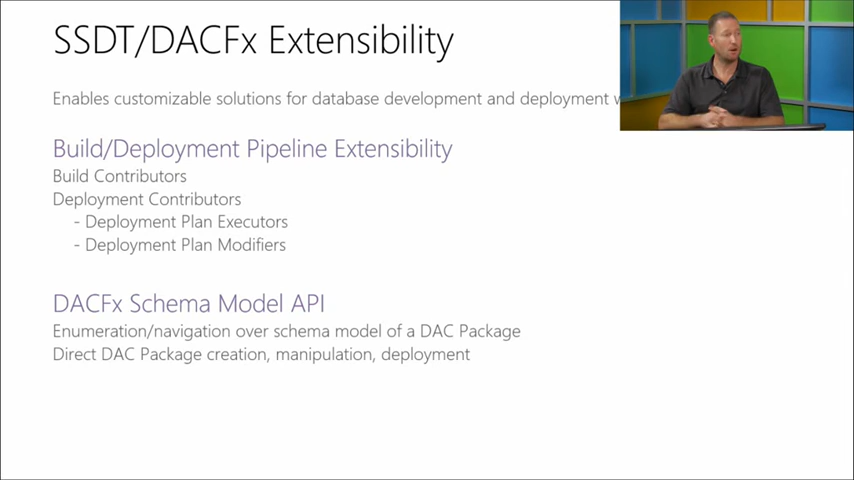 SSDT/DACFx Extensibility
Enables customizable solutions for database development and deployment
Build/Deployment Pipeline Extensibility
Build Contributors
Deployment Contributors
- Deployment Plan Executors
- Deployment Plan Modifiers
DACFx Schema Model API
Enumeration/navigation over schema model of a DAC Package
Direct DAC Package creation, manipulation, deployment